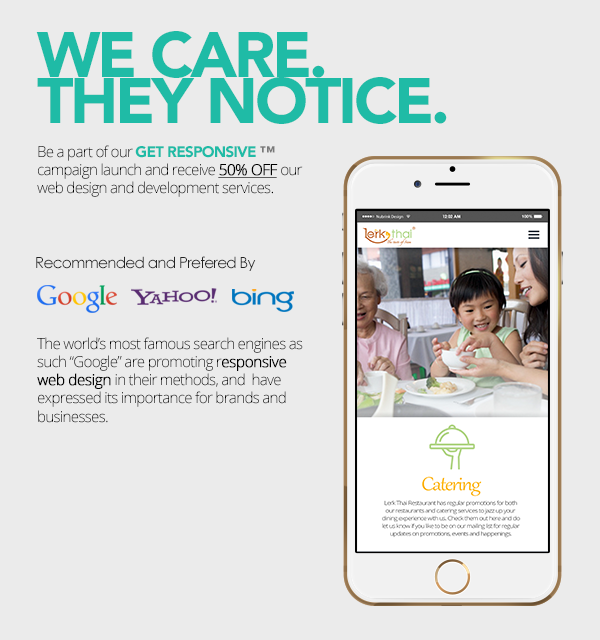 WE CARE.
THEY NOTICE.
Be a part of our GET RESPONSIVE ™
campaign launch and receive 50% OFF our
web design and development services.
Recommended and Prefered By
Google YAHOO! bing
The world's most famous search engines as
such “Google” are promoting responsive
web design in their methods, and have
expressed its importance for brands and
businesses.
Nubrink Design 12:02 AM 100%
lerk thai
Catering
Lerk Thai Restaurant has regular promotions for both
our restaurants and catering services to jazz up your
dining experience with us. Check them out here and do
let us know if you like to be on our mailing list for regular
updates on promotions, events and happenings.